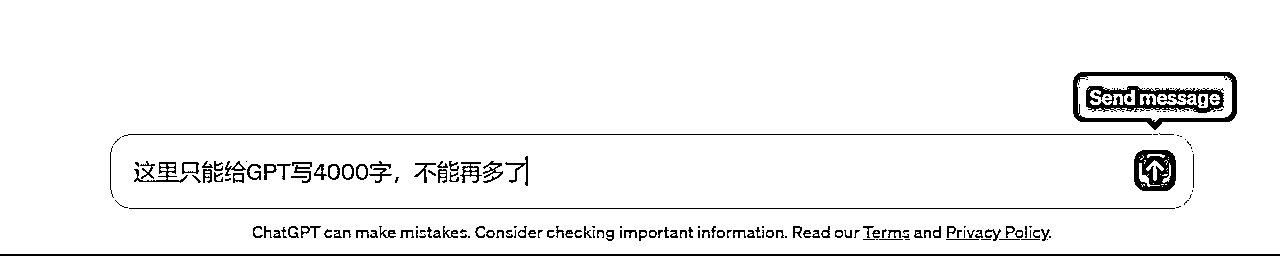 Send message
这里只能给GPT写4000字，不能再多了
ChatGPT can make mistakes. Consider checking important information. Read our Terms and Privacy Policy.